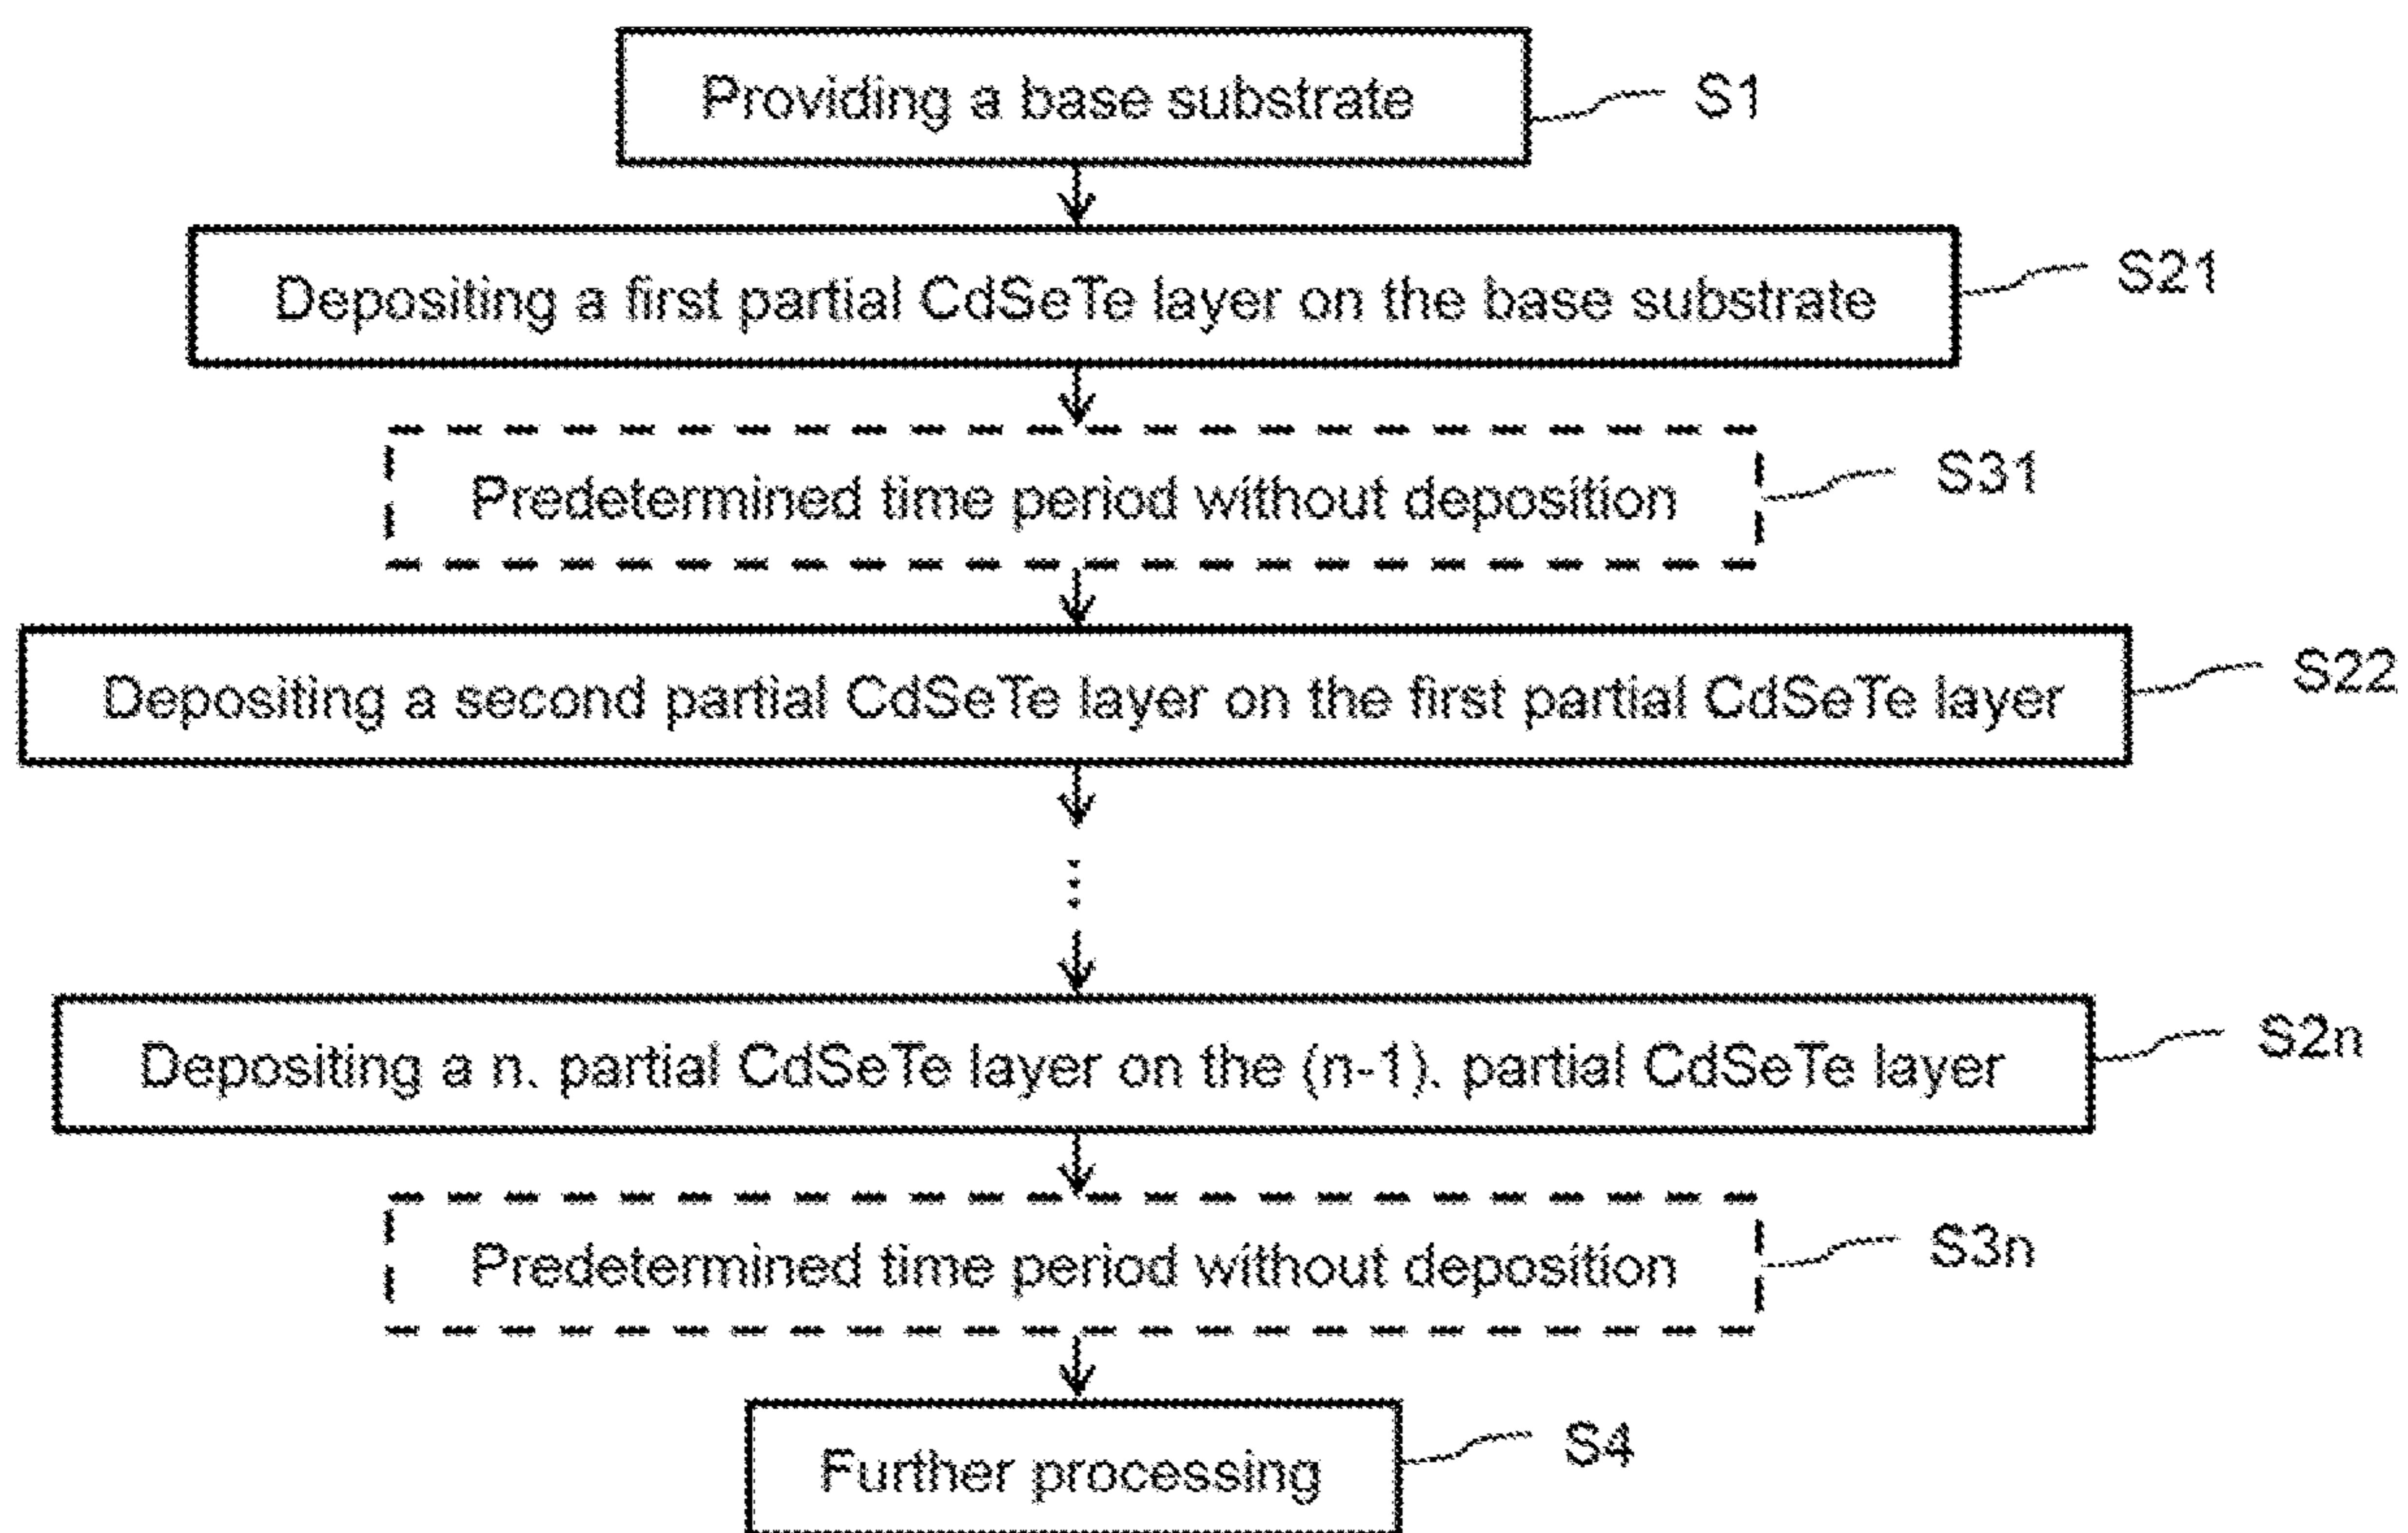 Providing a base substrate
S1
Depositing a first partial CdSeTe layer on the base substrate
S21
Predetermined time period without deposition
S31
Depositing a second partial CdSeTe layer on the first partial CdSeTe layer
S22
Depositing a n. partial CdSeTe layer on the (n-1). partial CdSeTe layer
S2n
Predetermined time period without deposition
S3n
Further processing
S4